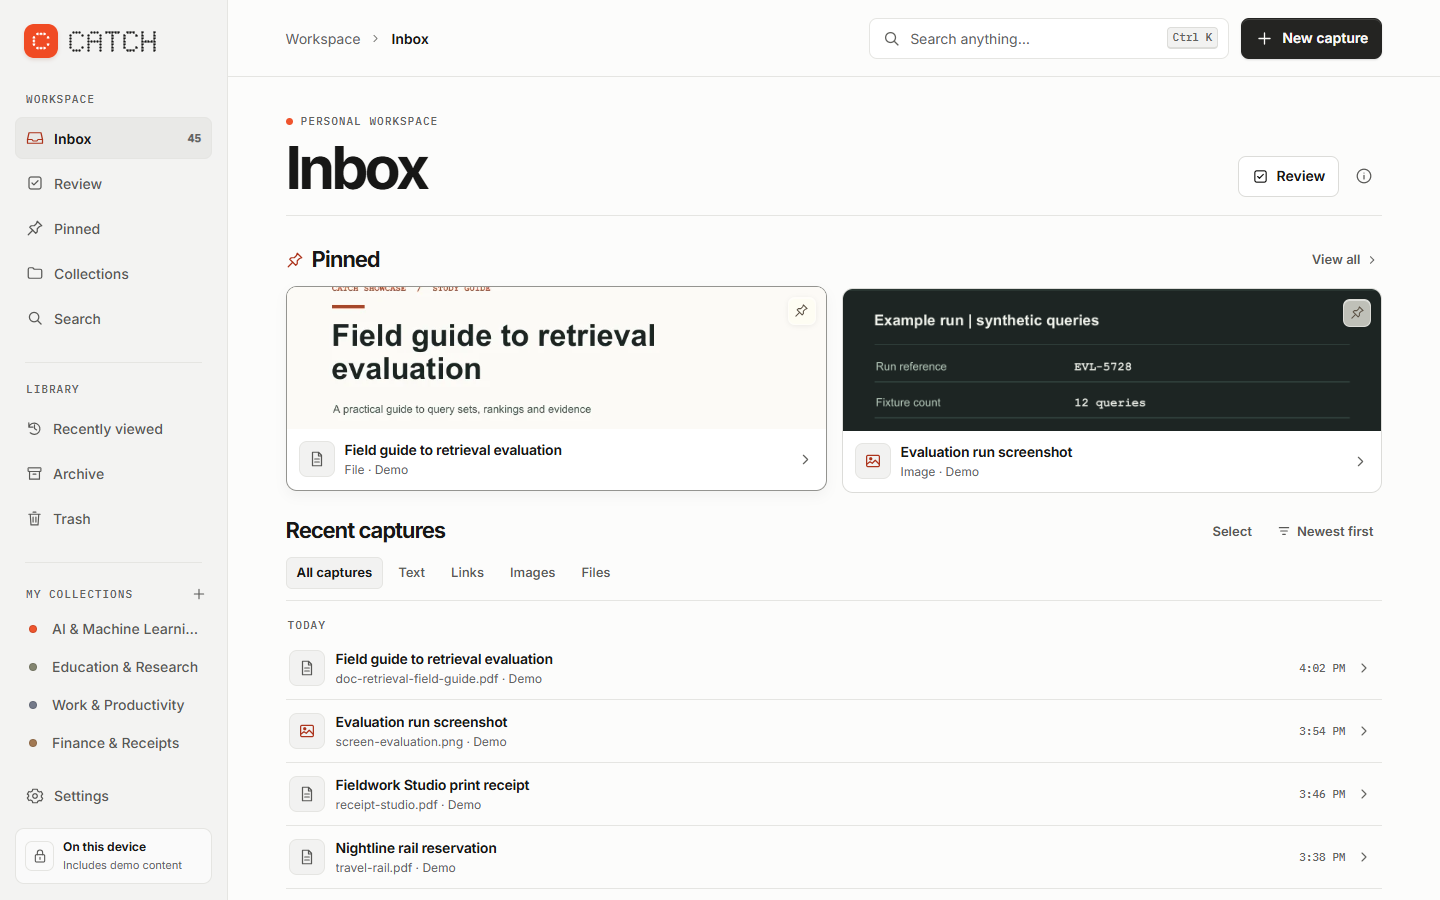 CATCH
WORKSPACE
Inbox 45
Review
Pinned
Collections
Search
LIBRARY
Recently viewed
Archive
Trash
MY COLLECTIONS
AI & Machine Learni...
Education & Research
Work & Productivity
Finance & Receipts
Settings
On this device
Includes demo content
Workspace > Inbox
Search anything... Ctrl K
New capture
PERSONAL WORKSPACE
Inbox
Review
Pinned
View all
CATCH SHOWCASE / STUDY GUIDE
Field guide to retrieval
evaluation
A practical guide to query sets, rankings and evidence
Field guide to retrieval evaluation
File · Demo
Example run | synthetic queries
Run reference EVL-5728
Fixture count 12 queries
Evaluation run screenshot
Image · Demo
Recent captures
Select Newest first
All captures Text Links Images Files
TODAY
Field guide to retrieval evaluation
doc-retrieval-field-guide.pdf · Demo
4:02 PM
Evaluation run screenshot
screen-evaluation.png · Demo
3:54 PM
Fieldwork Studio print receipt
receipt-studio.pdf · Demo
3:46 PM
Nightline rail reservation
travel-rail.pdf · Demo
3:38 PM